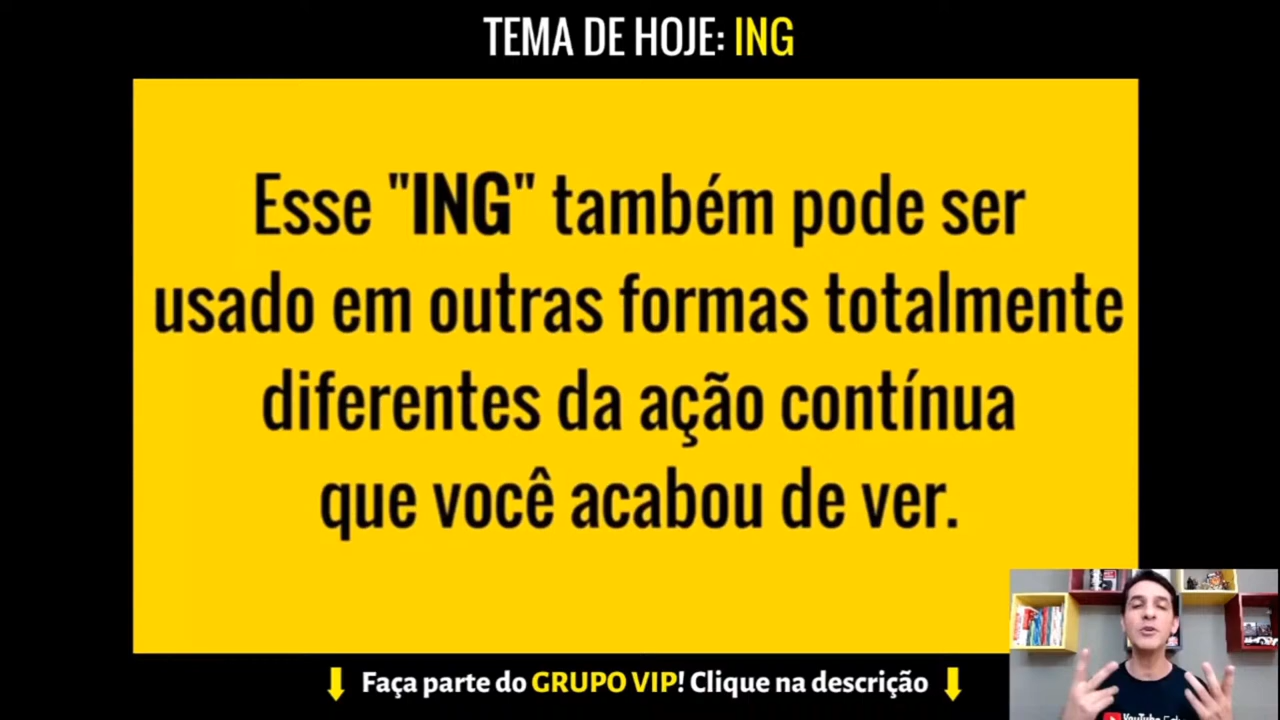 TEMA DE HOJE: ING
Esse "ING" também pode ser
usado em outras formas totalmente
diferentes da ação contínua
que você acabou de ver.
Faça parte do GRUPO VIP! Clique na descrição
YouTube